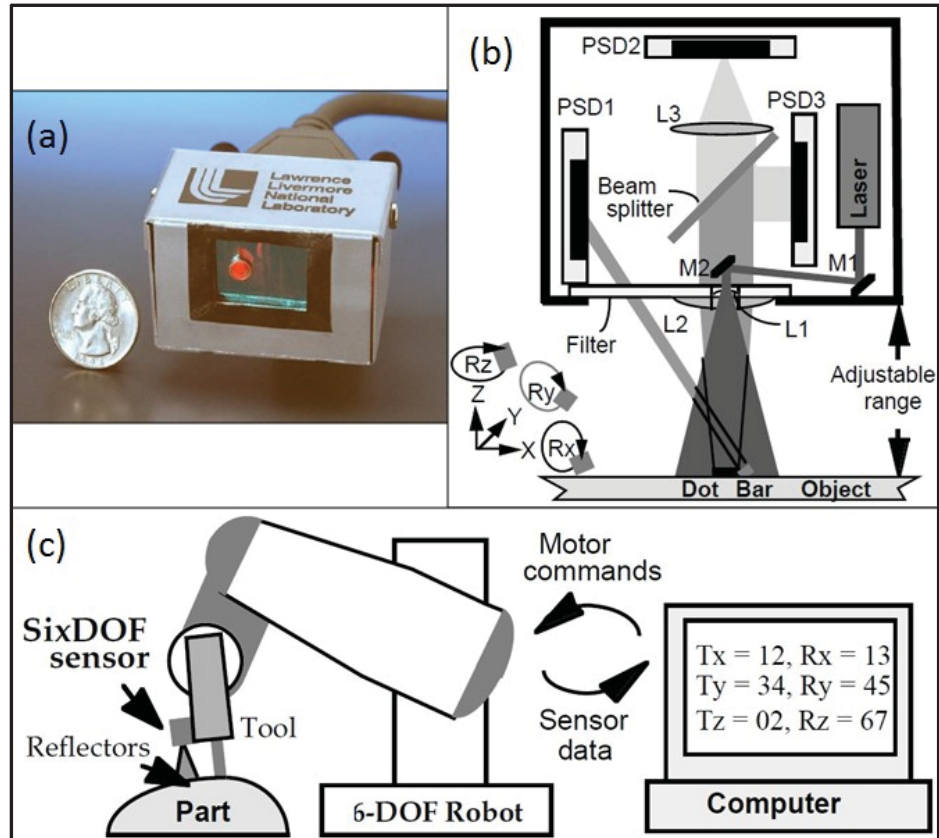 (a)
Lawrence
Livermore
National
Laboratory
(b)
PSD2
PSD1
PSD3
L3
Laser
Beam
splitter
M2
M1
L2
L1
Filter
Adjustable
range
Rz
Z
Ry
Y
X
Rx
Dot Bar Object
(c)
Motor
commands
SixDOF
sensor
Tx = 12, Rx = 13
Ty = 34, Ry = 45
Tz = 02, Rz = 67
Tool
Reflectors
Sensor
data
Part
6-DOF Robot
Computer